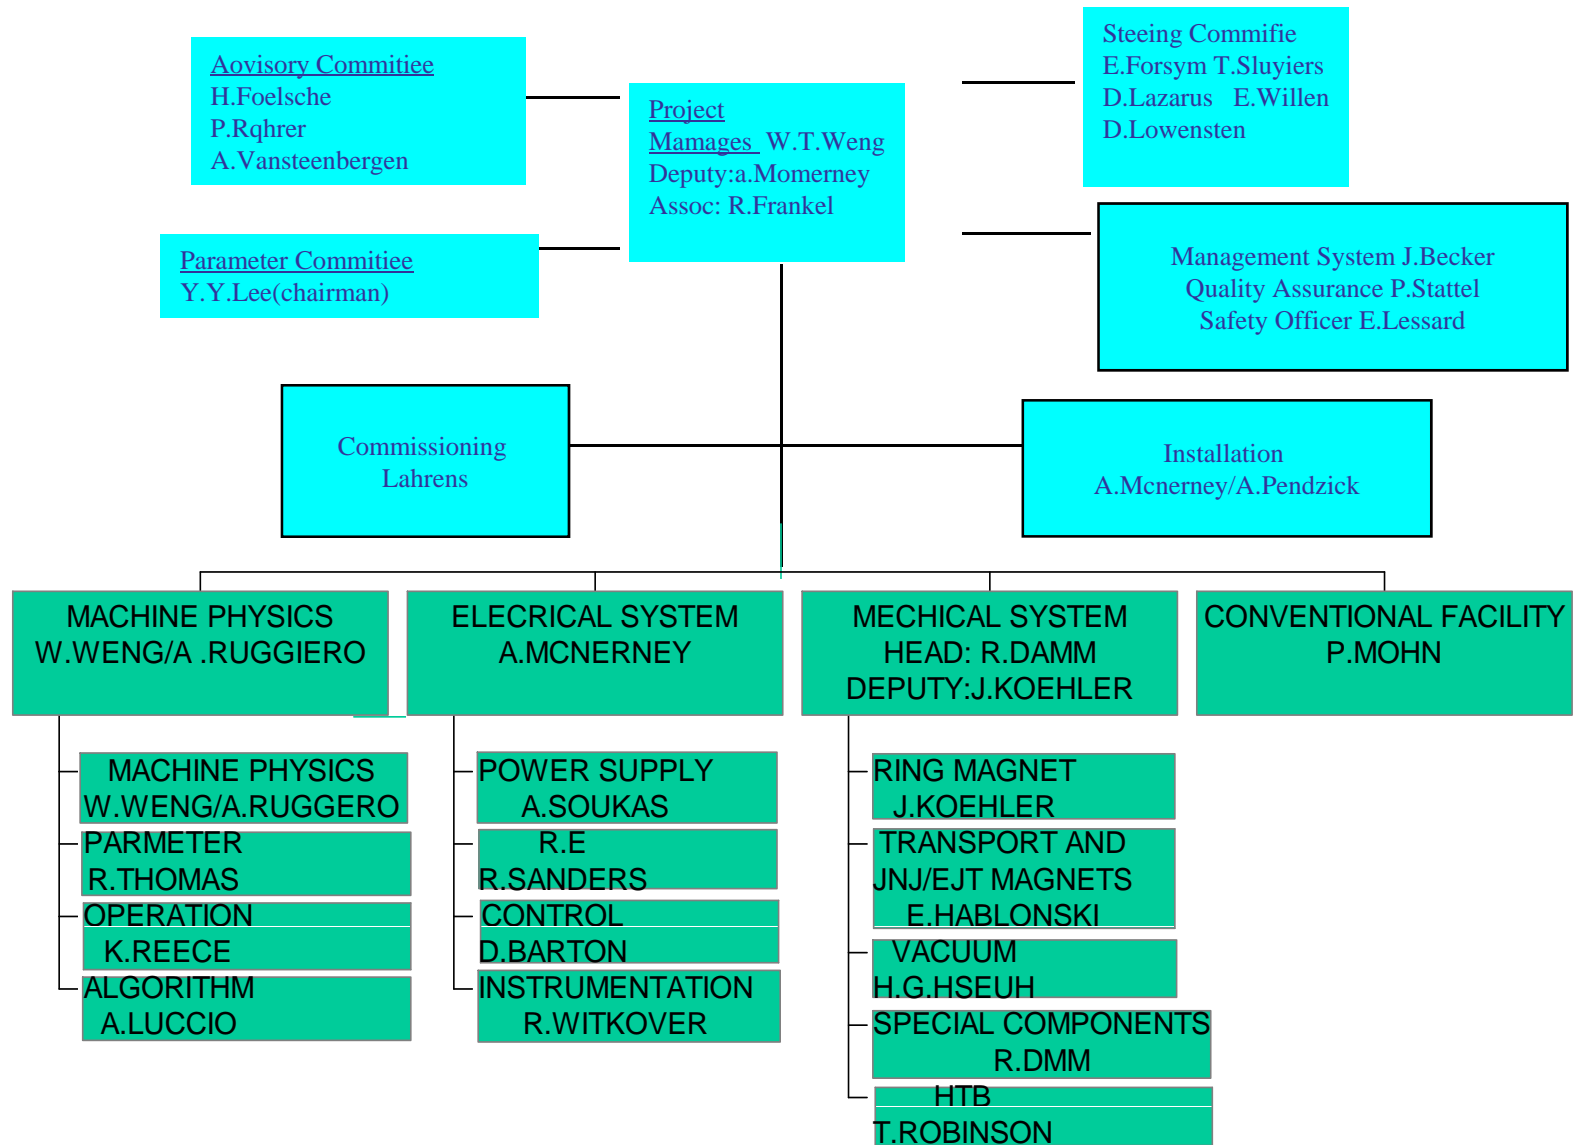 Aovisory Commitiee
H.Foelsche
P.Rqhrer
A.Vansteenbergen
Project
Mamages W.T.Weng
Deputy:a.Momerney
Assoc: R.Frankel
Steeing Commifie
E.Forsym T.Sluyiers
D.Lazarus E.Willen
D.Lowensten
Parameter Commitiee
Y.Y.Lee(chairman)
Management System J.Becker
Quality Assurance P.Stattel
Safety Officer E.Lessard
Commissioning
Lahrens
Installation
A.Mcnerney/A.Pendzick
MACHINE PHYSICS
W.WENG/A .RUGGIERO
ELECRICAL SYSTEM
A.MCNERNEY
MECHICAL SYSTEM
HEAD: R.DAMM
DEPUTY:J.KOEHLER
CONVENTIONAL FACILITY
P.MOHN
MACHINE PHYSICS
W.WENG/A.RUGGERO
PARMETER
R.THOMAS
OPERATION
K.REECE
ALGORITHM
A.LUCCIO
POWER SUPPLY
A.SOUKAS
R.E
R.SANDERS
CONTROL
D.BARTON
INSTRUMENTATION
R.WITKOVER
RING MAGNET
J.KOEHLER
TRANSPORT AND
JNJ/EJT MAGNETS
E.HABLONSKI
VACUUM
H.G.HSEUH
SPECIAL COMPONENTS
R.DMM
HTB
T.ROBINSON